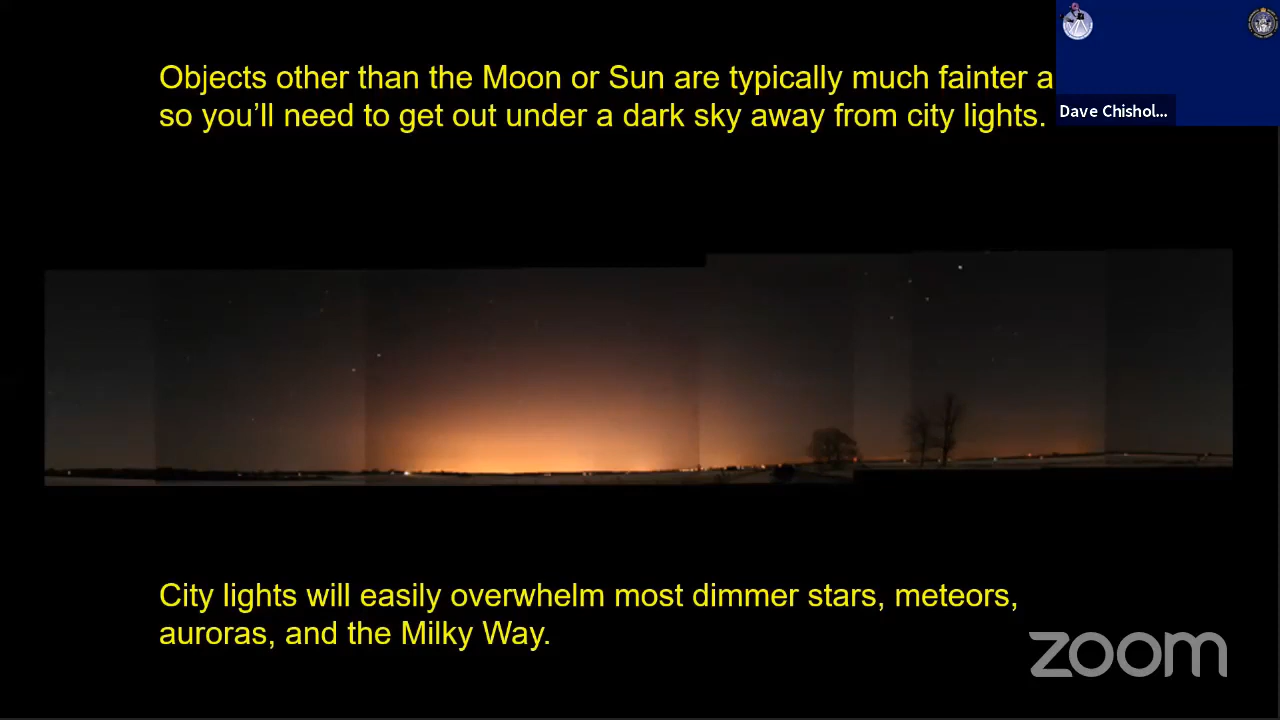 Objects other than the Moon or Sun are typically much fainter a
so you’ll need to get out under a dark sky away from city lights.
Dave Chishol...
City lights will easily overwhelm most dimmer stars, meteors,
auroras, and the Milky Way.
zoom